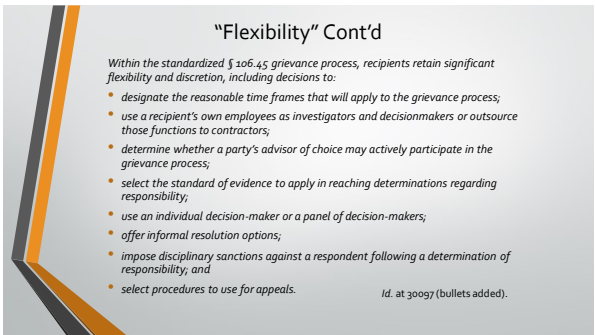 “Flexibility” Cont’d
Within the standardized § 106.45 grievance process, recipients retain significant
flexibility and discretion, including decisions to:
• designate the reasonable time frames that will apply to the grievance process;
• use a recipient’s own employees as investigators and decisionmakers or outsource
those functions to contractors;
• determine whether a party’s advisor of choice may actively participate in the
grievance process;
• select the standard of evidence to apply in reaching determinations regarding
responsibility;
• use an individual decision-maker or a panel of decision-makers;
• offer informal resolution options;
• impose disciplinary sanctions against a respondent following a determination of
responsibility; and
• select procedures to use for appeals.
Id. at 30097 (bullets added).